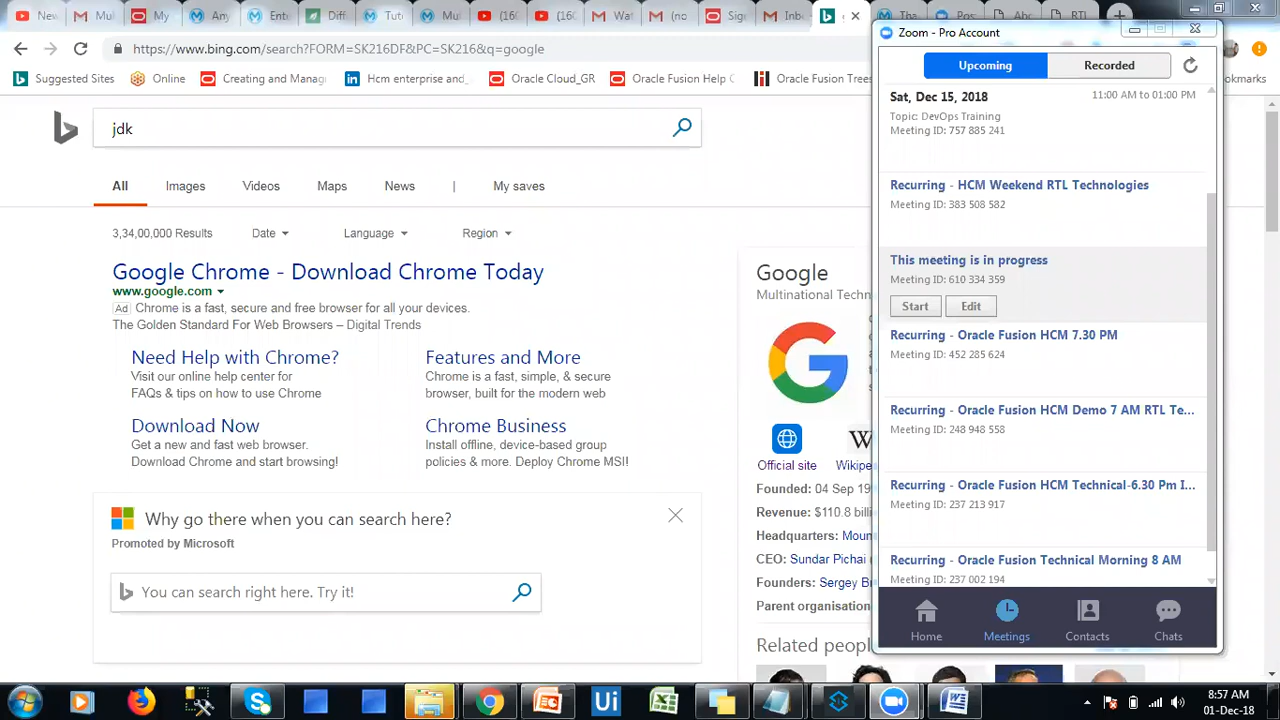 New
Mu
Ora
My
Any
Ente
Diff
Tuto
Mu
(16
(160
Wat
(no
Sign
Inb
b
Tha
Pos
Abo
RTL
https://www.bing.com/search?FORM=SK216DF&PC=SK216&q=google
Suggested Sites
Online
Creating and Mana
Hcm enterprise and
Oracle Cloud_GR
Oracle Fusion Help
Oracle Fusion Trees
okmarks
jdk
All
Images
Videos
Maps
News
|
My saves
3,34,00,000 Results
Date
Language
Region
Google Chrome - Download Chrome Today
www.google.com
Ad Chrome is a fast, secure and free browser for all your devices.
The Golden Standard For Web Browsers – Digital Trends
Need Help with Chrome?
Visit our online help center for
FAQs & tips on how to use Chrome
Features and More
Chrome is a fast, simple, & secure
browser, built for the modern web
Download Now
Get a new and fast web browser.
Download Chrome and start browsing!
Chrome Business
Install offline, device-based group
policies & more. Deploy Chrome MSI!
Why go there when you can search here?
Promoted by Microsoft
You can search right here. Try it!
Google
Multinational Techn
G
W
Official site
Wikipe
Founded: 04 Sep 19
Revenue: $110.8 billi
Headquarters: Moun
CEO: Sundar Pichai
Founders: Sergey Br
Parent organisation
Related people
Zoom - Pro Account
Upcoming
Recorded
Sat, Dec 15, 2018
11:00 AM to 01:00 PM
Topic: DevOps Training
Meeting ID: 757 885 241
Recurring - HCM Weekend RTL Technologies
Meeting ID: 383 508 582
This meeting is in progress
Meeting ID: 610 334 359
Start
Edit
Recurring - Oracle Fusion HCM 7.30 PM
Meeting ID: 452 285 624
Recurring - Oracle Fusion HCM Demo 7 AM RTL Te...
Meeting ID: 248 948 558
Recurring - Oracle Fusion HCM Technical-6.30 Pm I...
Meeting ID: 237 213 917
Recurring - Oracle Fusion Technical Morning 8 AM
Meeting ID: 237 002 194
Home
Meetings
Contacts
Chats
Ui
8:57 AM
01-Dec-18